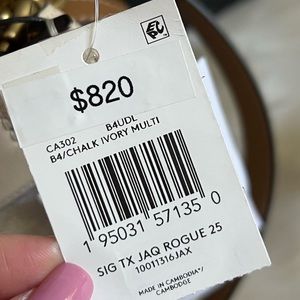 $820
CA302 B4UDL
B4/CHALK IVORY MULTI
1 95031 57135 0
SIG TX JAQ ROGUE 25
10011316JAX
MADE IN CAMBODIA*/
CAMBODGE